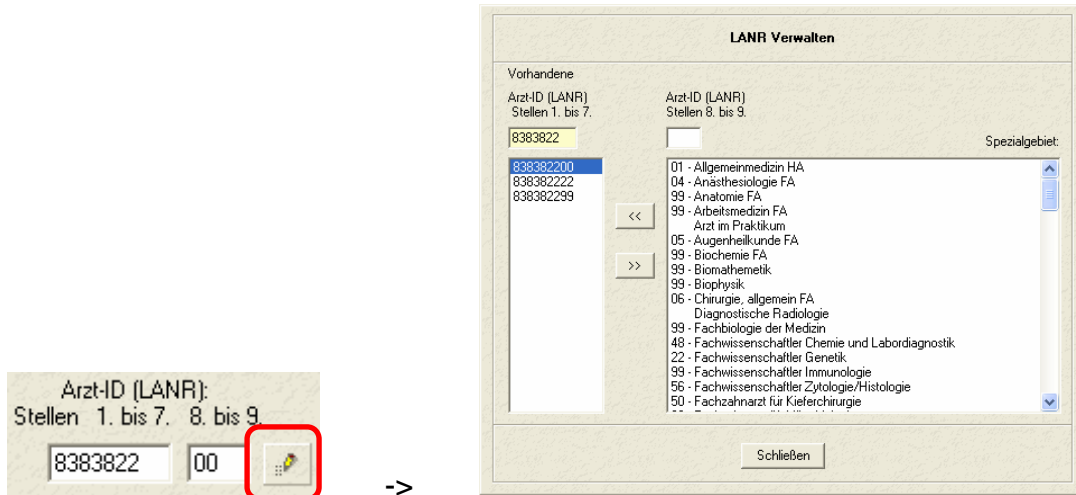 Arzt-ID (LANR):
Stellen 1. bis 7. 8. bis 9.
8383822 00
->
LANR Verwalten
Vorhandene
Arzt-ID (LANR)
Stellen 1. bis 7.
Arzt-ID (LANR)
Stellen 8. bis 9.
8383822
Spezialgebiet:
838382200
838382222
838382299
<<
>>
01 - Allgemeinmedizin HA
04 - Anästhesiologie FA
99 - Anatomie FA
99 - Arbeitsmedizin FA
Arzt im Praktikum
05 - Augenheilkunde FA
99 - Biochemie FA
99 - Biomathemetik
99 - Biophysik
06 - Chirurgie, allgemein FA
Diagnostische Radiologie
99 - Fachbiologie der Medizin
48 - Fachwissenschaftler Chemie und Labordiagnostik
22 - Fachwissenschaftler Genetik
99 - Fachwissenschaftler Immunologie
56 - Fachwissenschaftler Zytologie/Histologie
50 - Fachzahnarzt für Kieferchirurgie
Schließen